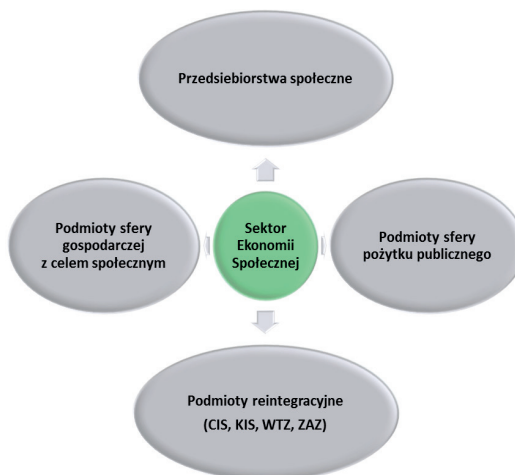 Przedsiebiorstwa społeczne
Podmioty sfery
gospodarczej
z celem społecznym
Sektor
Ekonomii
Społecznej
Podmioty sfery
pożytku publicznego
Podmioty reintegracyjne
(CIS, KIS, WTZ, ZAZ)